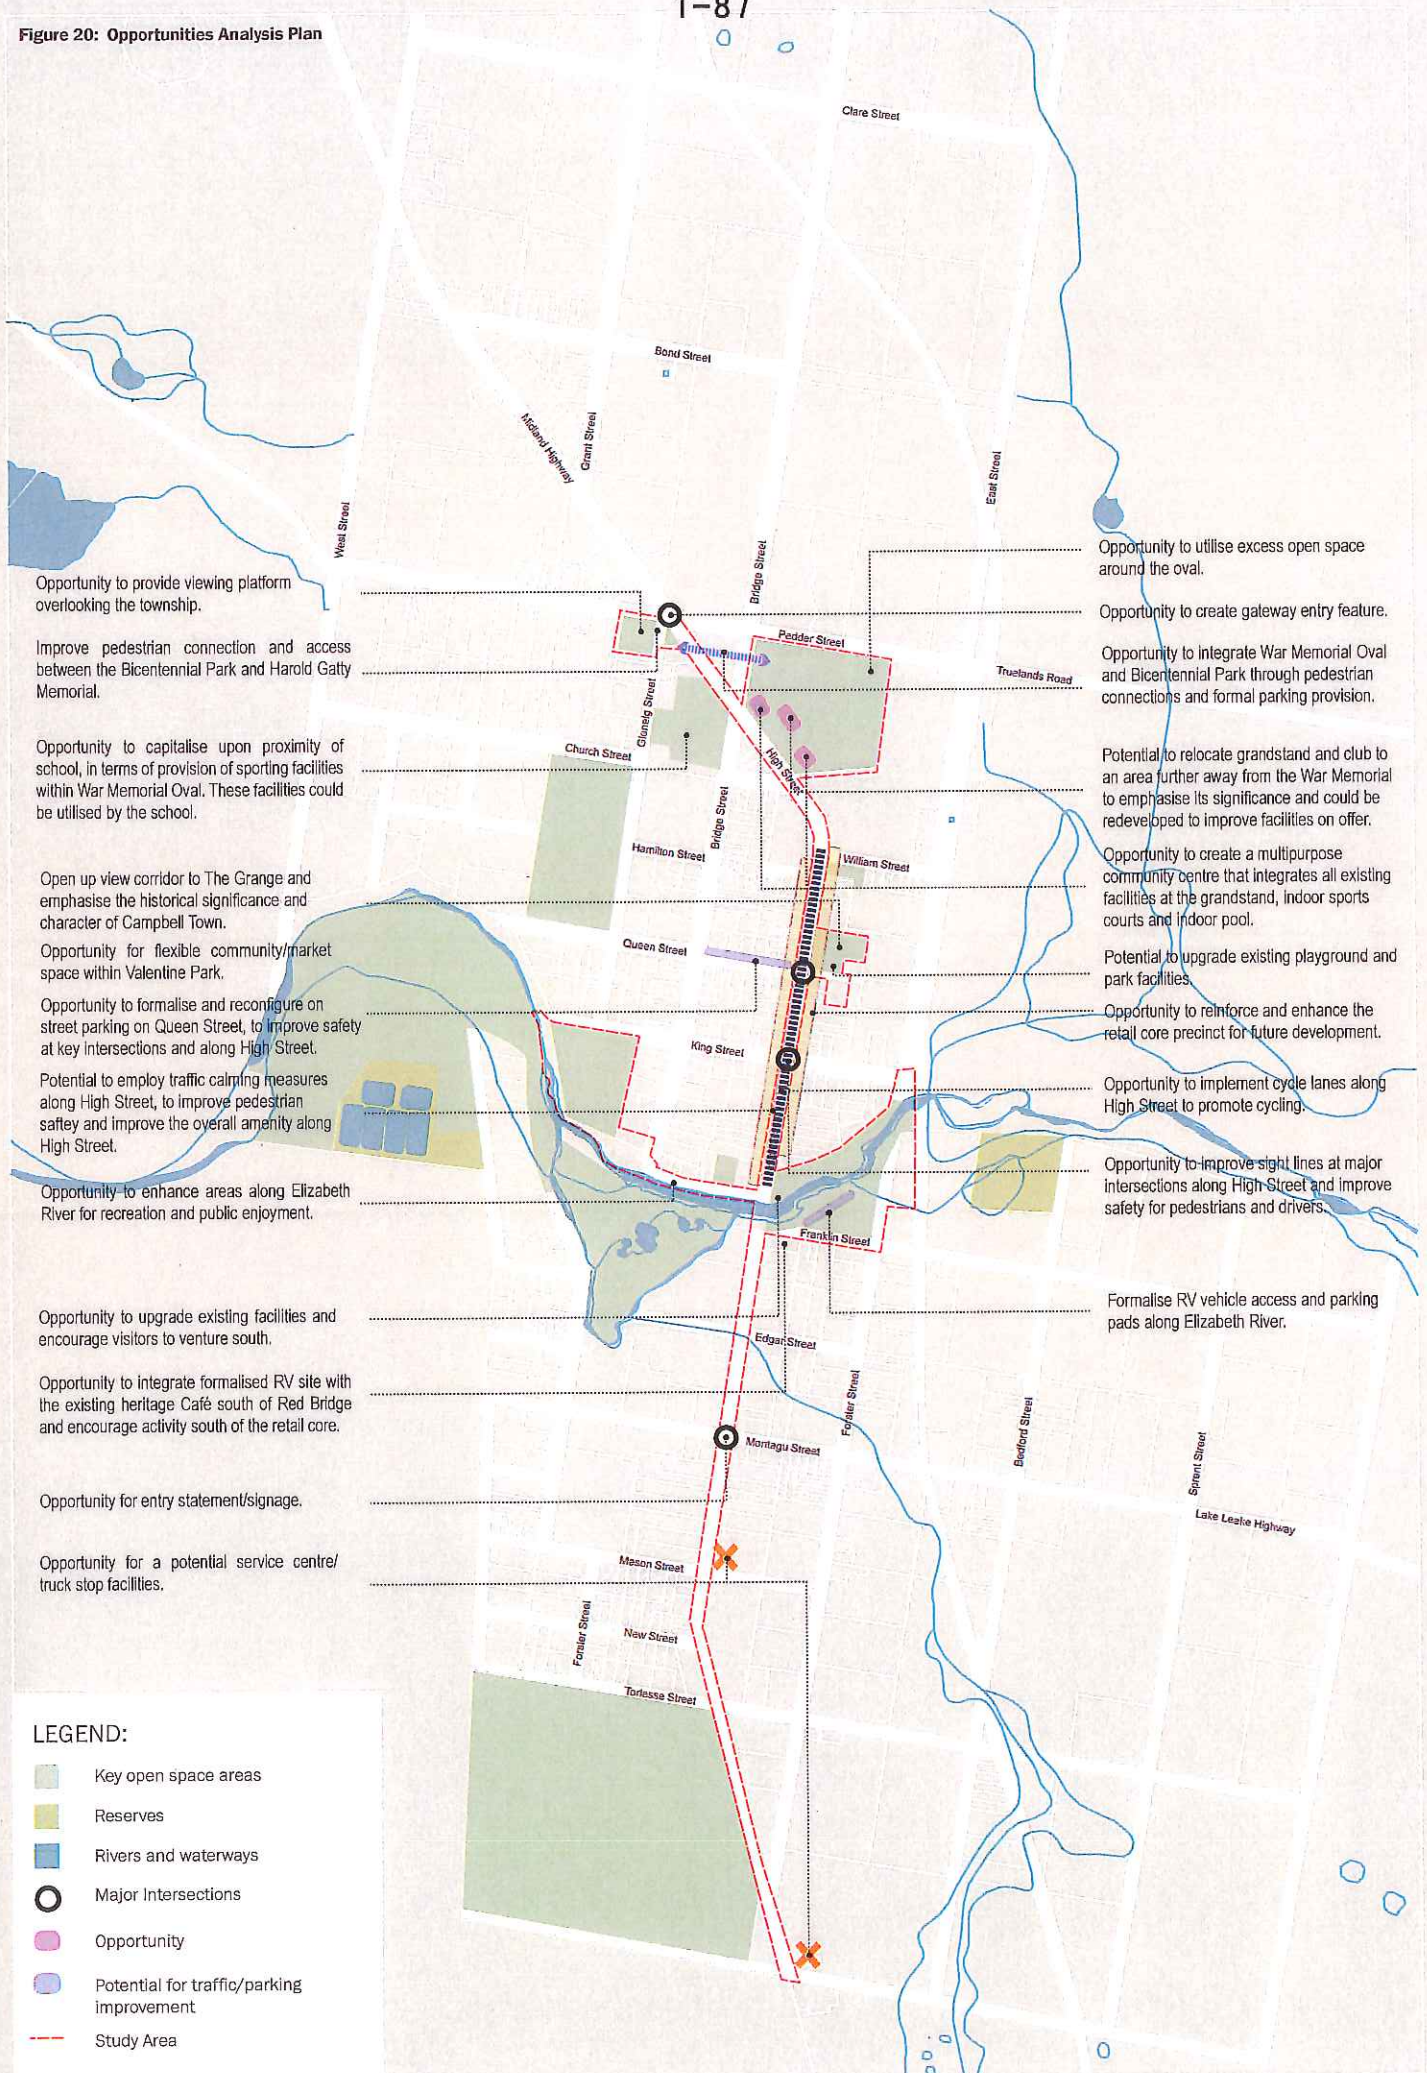 1-87
Figure 20: Opportunities Analysis Plan
Clare Street
Bond Street
Midland Highway
Grant Street
West Street
East Street
Bridge Street
Opportunity to provide viewing platform
overlooking the township.
Improve pedestrian connection and access
between the Bicentennial Park and Harold Gatty
Memorial.
Opportunity to capitalise upon proximity of
school, in terms of provision of sporting facilities
within War Memorial Oval. These facilities could
be utilised by the school.
Open up view corridor to The Grange and
emphasise the historical significance and
character of Campbell Town.
Opportunity for flexible community/market
space within Valentine Park.
Opportunity to formalise and reconfigure on
street parking on Queen Street, to improve safety
at key intersections and along High Street.
Potential to employ traffic calming measures
along High Street, to improve pedestrian
saftey and improve the overall amenity along
High Street.
Opportunity to enhance areas along Elizabeth
River for recreation and public enjoyment.
Opportunity to upgrade existing facilities and
encourage visitors to venture south.
Opportunity to integrate formalised RV site with
the existing heritage Café south of Red Bridge
and encourage activity south of the retail core.
Opportunity for entry statement/signage.
Opportunity for a potential service centre/
truck stop facilities.
Pedder Street
Truelands Road
Glenelg Street
Church Street
High Street
Bridge Street
Hamilton Street
William Street
Queen Street
King Street
Franklin Street
Edgar Street
Forster Street
Montagu Street
Bedford Street
Sprent Street
Lake Leake Highway
Mason Street
Forster Street
New Street
Torlesse Street
Opportunity to utilise excess open space
around the oval.
Opportunity to create gateway entry feature.
Opportunity to integrate War Memorial Oval
and Bicentennial Park through pedestrian
connections and formal parking provision.
Potential to relocate grandstand and club to
an area further away from the War Memorial
to emphasise its significance and could be
redeveloped to improve facilities on offer.
Opportunity to create a multipurpose
community centre that integrates all existing
facilities at the grandstand, indoor sports
courts and indoor pool.
Potential to upgrade existing playground and
park facilities.
Opportunity to reinforce and enhance the
retail core precinct for future development.
Opportunity to implement cycle lanes along
High Street to promote cycling.
Opportunity to improve sight lines at major
intersections along High Street and improve
safety for pedestrians and drivers.
Formalise RV vehicle access and parking
pads along Elizabeth River.
LEGEND:
Key open space areas
Reserves
Rivers and waterways
Major Intersections
Opportunity
Potential for traffic/parking
improvement
Study Area